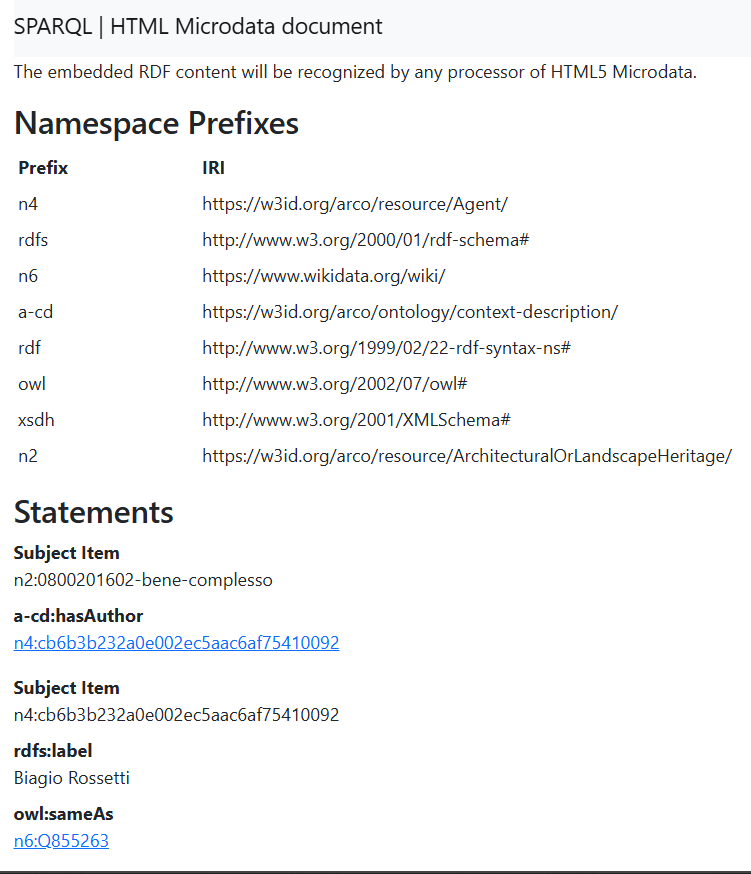 SPARQL | HTML Microdata document
The embedded RDF content will be recognized by any processor of HTML5 Microdata.
Namespace Prefixes
Prefix IRI
n4 https://w3id.org/arco/resource/Agent/
rdfs http://www.w3.org/2000/01/rdf-schema#
n6 https://www.wikidata.org/wiki/
a-cd https://w3id.org/arco/ontology/context-description/
rdf http://www.w3.org/1999/02/22-rdf-syntax-ns#
owl http://www.w3.org/2002/07/owl#
xsdh http://www.w3.org/2001/XMLSchema#
n2 https://w3id.org/arco/resource/ArchitecturalOrLandscapeHeritage/
Statements
Subject Item
n2:0800201602-bene-complesso
a-cd:hasAuthor
n4:cb6b3b232a0e002ec5aac6af75410092
Subject Item
n4:cb6b3b232a0e002ec5aac6af75410092
rdfs:label
Biagio Rossetti
owl:sameAs
n6:Q855263